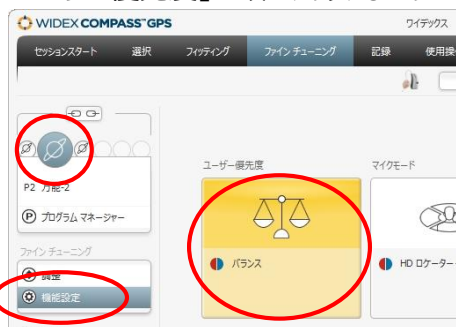 WIDEX COMPASS™ GPS
ワイデックス
セッションスタート 選択 フィッティング ファイン チューニング 記録 使用操
P2 万能-2
プログラム マネージャー
ファイン チューニング
調整
機能設定
ユーザー優先度
マイクモード
バランス
HD ロケーター